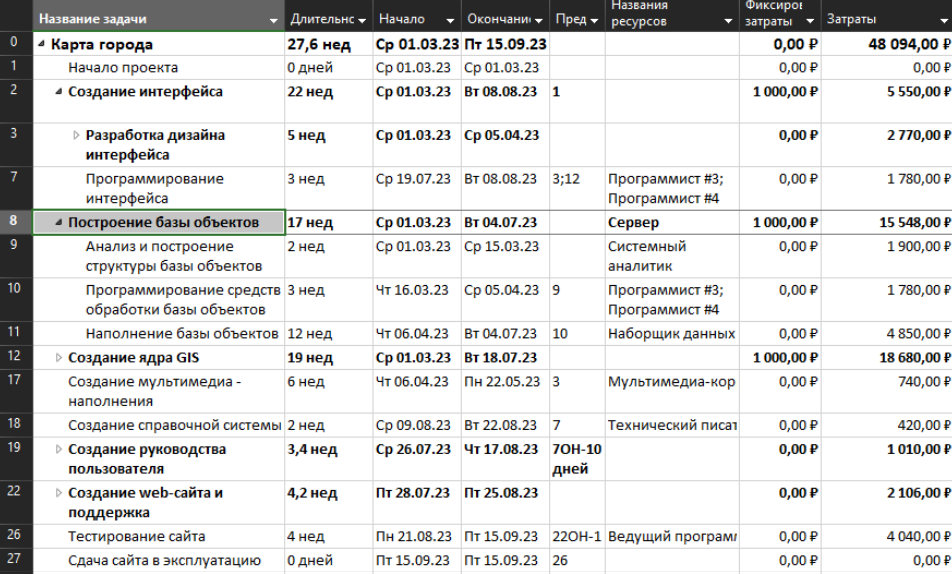 Название задачи Длительнс Начало Окончани Пред Названия ресурсов Фиксиров затраты Затраты
0 Карта города 27,6 нед Ср 01.03.23 Пт 15.09.23 0,00 ₽ 48 094,00 ₽
1 Начало проекта 0 дней Ср 01.03.23 Ср 01.03.23 0,00 ₽ 0,00 ₽
2 Создание интерфейса 22 нед Ср 01.03.23 Вт 08.08.23 1 1 000,00 ₽ 5 550,00 ₽
3 Разработка дизайна 5 нед Ср 01.03.23 Ср 05.04.23 0,00 ₽ 2 770,00 ₽
интерфейса
7 Программирование 3 нед Ср 19.07.23 Вт 08.08.23 3;12 Программист #3; 0,00 ₽ 1 780,00 ₽
интерфейса Программист #4
8 Построение базы объектов 17 нед Ср 01.03.23 Вт 04.07.23 Сервер 1 000,00 ₽ 15 548,00 ₽
9 Анализ и построение 2 нед Ср 01.03.23 Ср 15.03.23 Системный 0,00 ₽ 1 900,00 ₽
структуры базы объектов аналитик
10 Программирование средств 3 нед Чт 16.03.23 Ср 05.04.23 9 Программист #3; 0,00 ₽ 1 780,00 ₽
обработки базы объектов Программист #4
11 Наполнение базы объектов 12 нед Чт 06.04.23 Вт 04.07.23 10 Наборщик данных 0,00 ₽ 4 850,00 ₽
12 Создание ядра GIS 19 нед Ср 01.03.23 Вт 18.07.23 1 000,00 ₽ 18 680,00 ₽
17 Создание мультимедиа - 6 нед Чт 06.04.23 Пн 22.05.23 3 Мультимедиа-кор 0,00 ₽ 740,00 ₽
наполнения
18 Создание справочной системы 2 нед Ср 09.08.23 Вт 22.08.23 7 Технический писат 0,00 ₽ 420,00 ₽
19 Создание руководства 3,4 нед Ср 26.07.23 Чт 17.08.23 7ОН-10 0,00 ₽ 1 010,00 ₽
пользователя дней
22 Создание web-сайта и 4,2 нед Пт 28.07.23 Пт 25.08.23 0,00 ₽ 2 106,00 ₽
поддержка
26 Тестирование сайта 4 нед Пн 21.08.23 Пт 15.09.23 22ОН-1 Ведущий программ 0,00 ₽ 4 040,00 ₽
27 Сдача сайта в эксплуатацию 0 дней Пт 15.09.23 Пт 15.09.23 26 0,00 ₽ 0,00 ₽